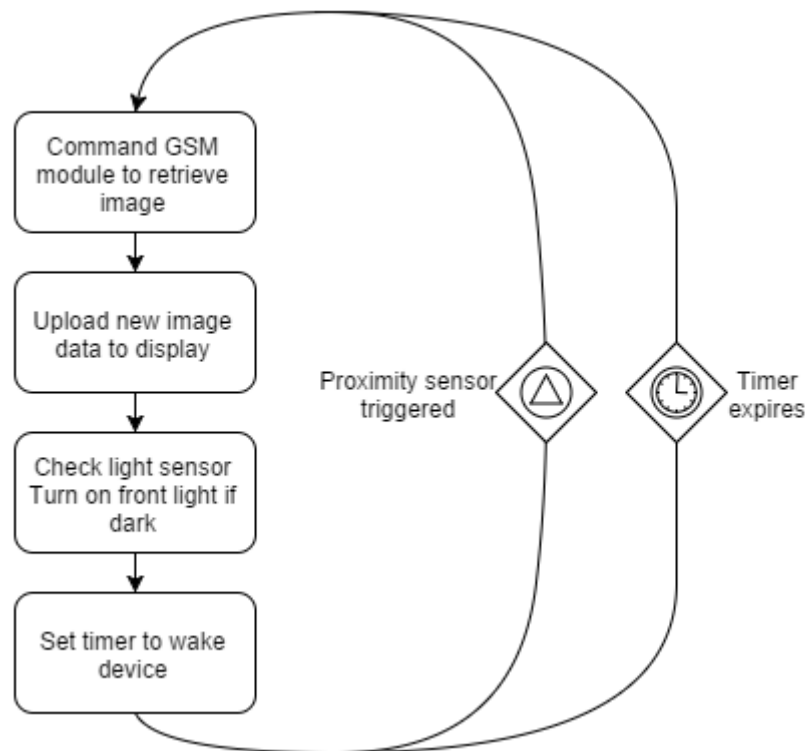 Command GSM
module to retrieve
image
Upload new image
data to display
Proximity sensor
triggered
Timer
expires
Check light sensor
Turn on front light if
dark
Set timer to wake
device